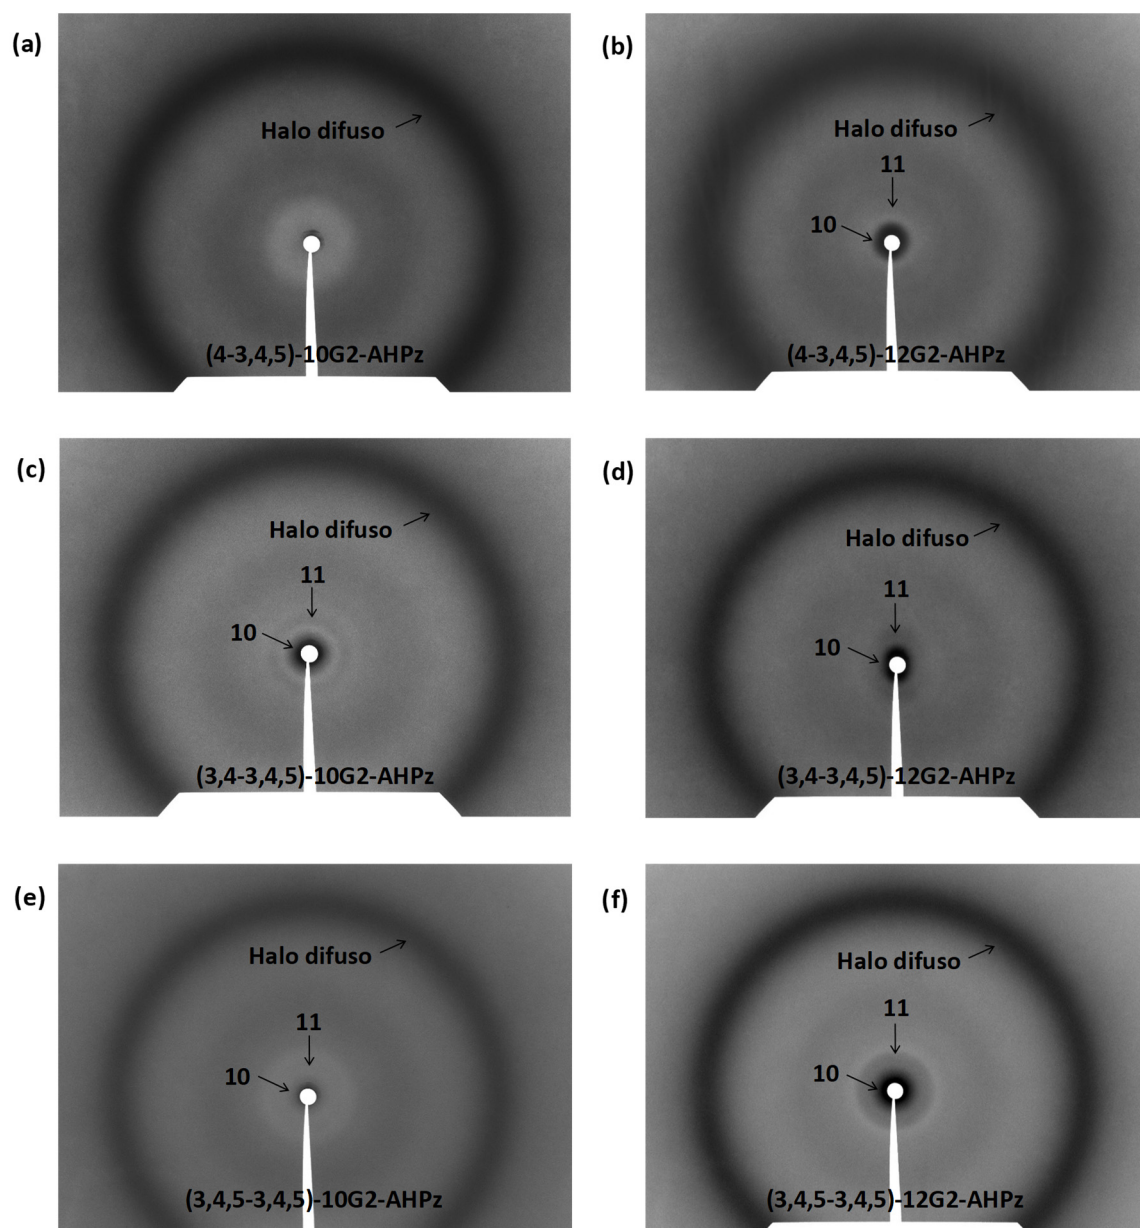 (a)
Halo difuso
(4-3,4,5)-10G2-AHPz
(b)
Halo difuso
11
10
(4-3,4,5)-12G2-AHPz
(c)
Halo difuso
11
10
(3,4-3,4,5)-10G2-AHPz
(d)
Halo difuso
11
10
(3,4-3,4,5)-12G2-AHPz
(e)
Halo difuso
11
10
(3,4,5-3,4,5)-10G2-AHPz
(f)
Halo difuso
11
10
(3,4,5-3,4,5)-12G2-AHPz